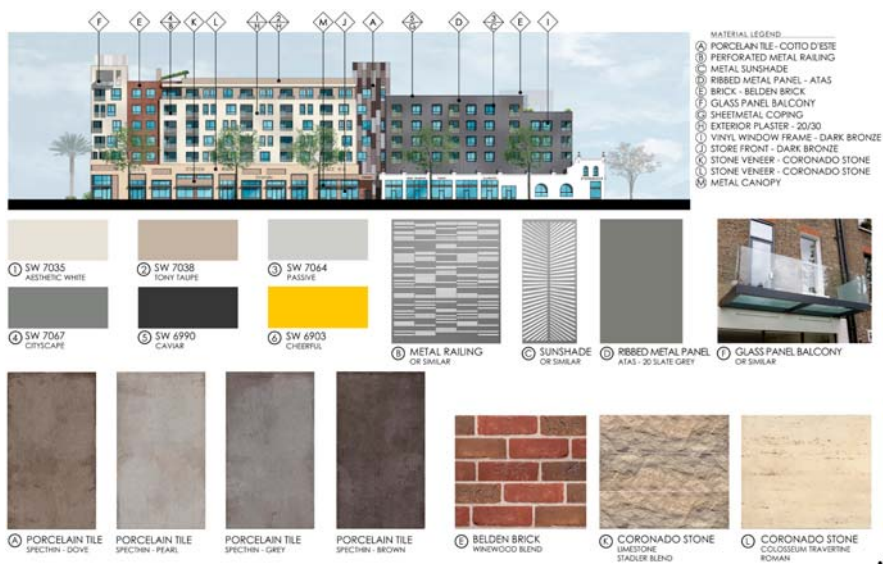 F
E
4
B
K
L
1
H
2
H
M
J
A
5
G
D
3
C
E
I
MATERIAL LEGEND
A PORCELAIN TILE - COTTO D'ESTE
B PERFORATED METAL RAILING
C METAL SUNSHADE
D RIBBED METAL PANEL - ATAS
E BRICK - BELDEN BRICK
F GLASS PANEL BALCONY
G SHEETMETAL COPING
H EXTERIOR PLASTER - 20/30
I VINYL WINDOW FRAME - DARK BRONZE
J STORE FRONT - DARK BRONZE
K STONE VENEER - CORONADO STONE
L STONE VENEER - CORONADO STONE
M METAL CANOPY
1 SW 7035
AESTHETIC WHITE
2 SW 7038
TONY TAUPE
3 SW 7064
PASSIVE
4 SW 7067
CITYSCAPE
5 SW 6990
CAVIAR
6 SW 6903
CHEERFUL
B METAL RAILING
OR SIMILAR
C SUNSHADE
OR SIMILAR
D RIBBED METAL PANEL
ATAS - 20 SLATE GREY
F GLASS PANEL BALCONY
OR SIMILAR
A PORCELAIN TILE
SPECTHIN - DOVE
PORCELAIN TILE
SPECTHIN - PEARL
PORCELAIN TILE
SPECTHIN - GREY
PORCELAIN TILE
SPECTHIN - BROWN
E BELDEN BRICK
WINEWOOD BLEND
K CORONADO STONE
LIMESTONE
STADLER BLEND
L CORONADO STONE
COLOSSEUM TRAVERTINE
ROMAN